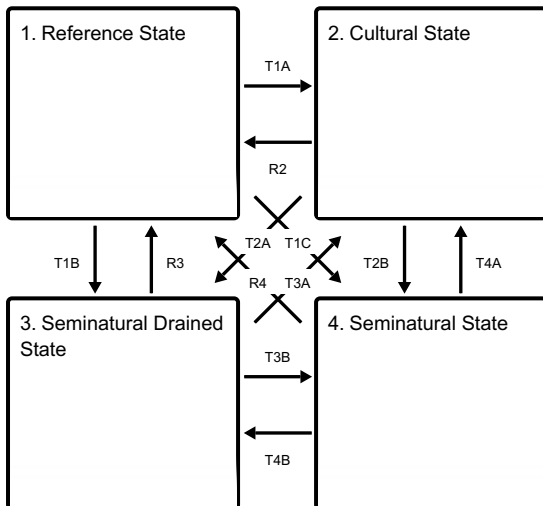 1. Reference State
2. Cultural State
T1A
R2
T2A
T1C
T1B
R3
T2B
T4A
R4
T3A
3. Seminatural Drained
State
4. Seminatural State
T3B
T4B